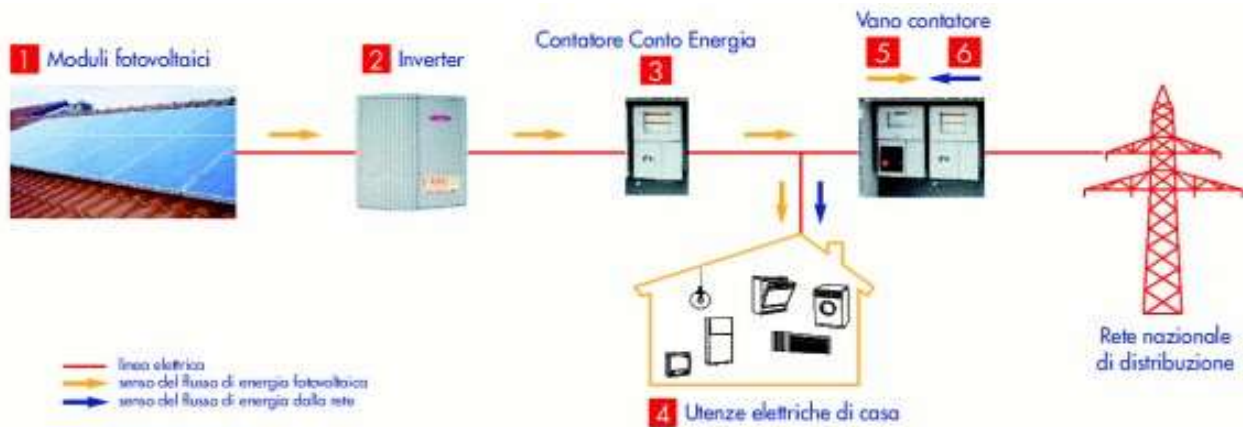 1 Moduli fotovoltaici
2 Inverter
Contatore Conto Energia
3
Vano contatore
5 6
linea elettrica
senso del flusso di energia fotovoltaica
senso del flusso di energia dalla rete
4 Utenze elettriche di casa
Rete nazionale
di distribuzione